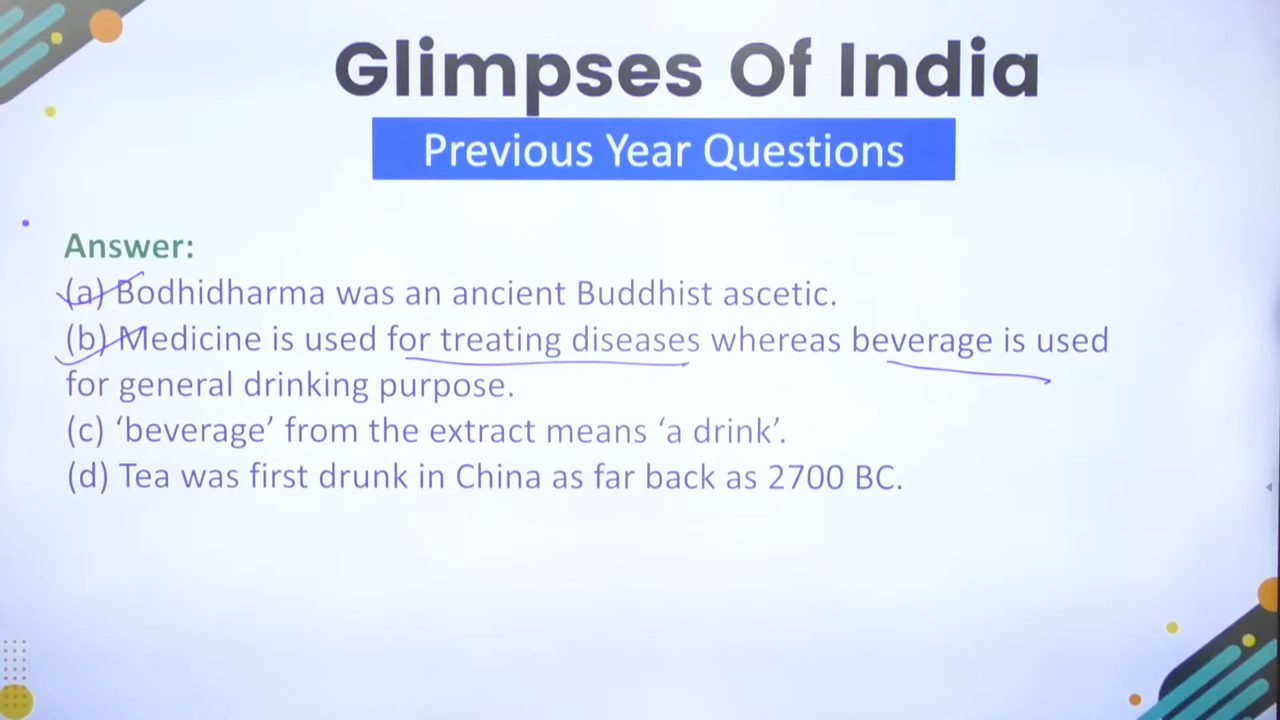 Glimpses Of India
Previous Year Questions
Answer:
(a) Bodhidharma was an ancient Buddhist ascetic.
(b) Medicine is used for treating diseases whereas beverage is used
for general drinking purpose.
(c) ‘beverage’ from the extract means ‘a drink’.
(d) Tea was first drunk in China as far back as 2700 BC.